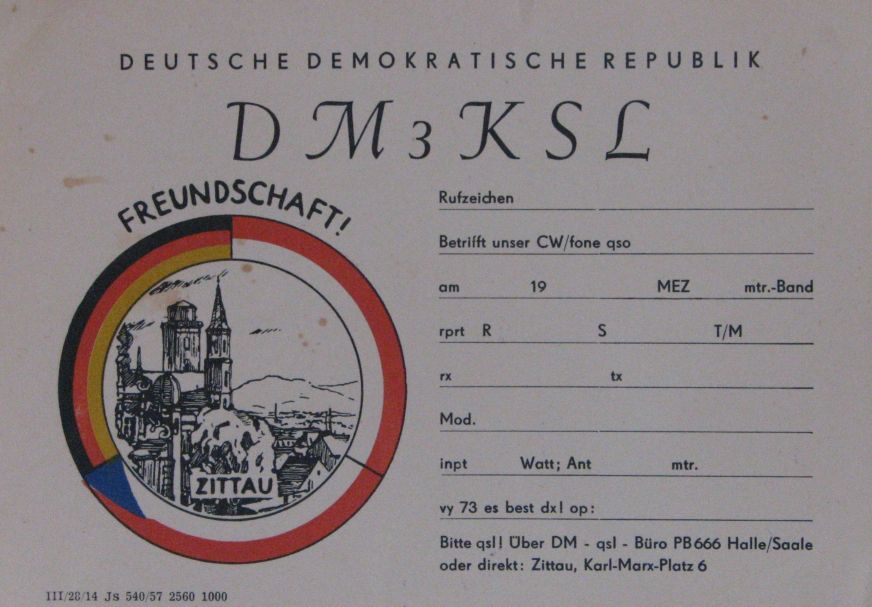 DEUTSCHE DEMOKRATISCHE REPUBLIK
DM3KSL
FREUNDSCHAFT!
ZITTAU
Rufzeichen
Betrifft unser CW/fone qso
am 19 MEZ mtr.-Band
rprt R S T/M
rx tx
Mod.
inpt Watt; Ant mtr.
vy 73 es best dx! op:
Bitte qsl! Über DM - qsl - Büro PB 666 Halle/Saale
oder direkt: Zittau, Karl-Marx-Platz 6
III/28/14 Js 540/57 2560 1000